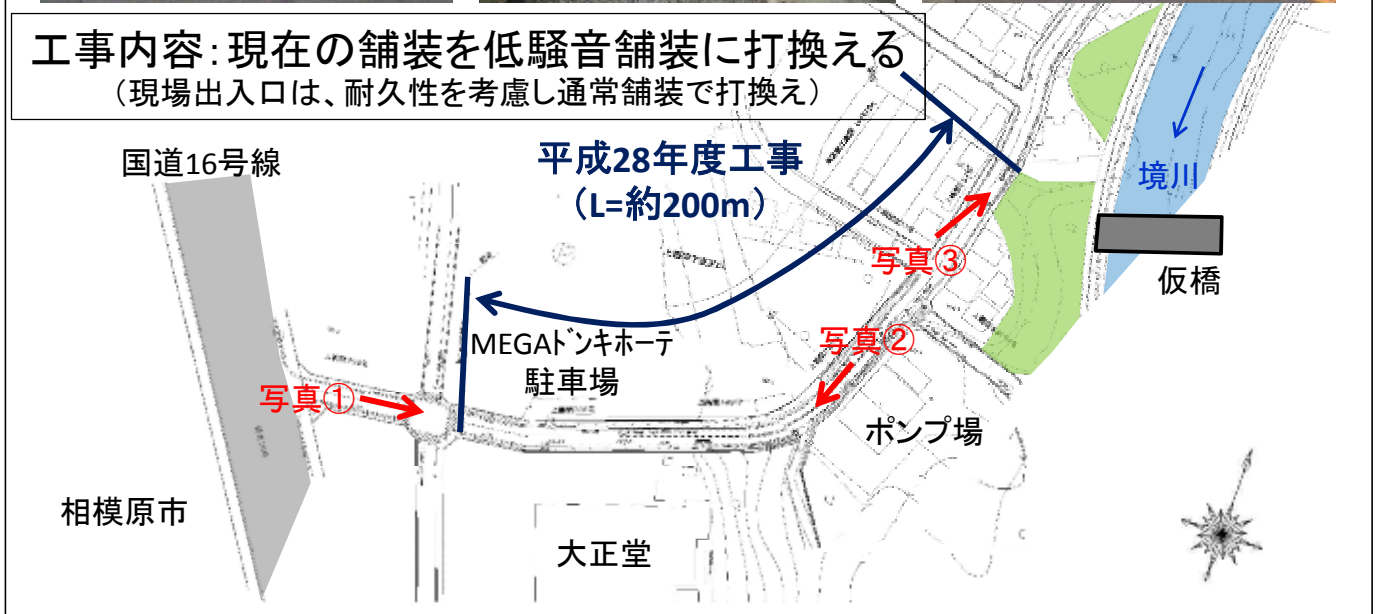 工事内容:現在の舗装を低騒音舗装に打換える
(現場出入口は、耐久性を考慮し通常舗装で打換え)
国道16号線
平成28年度工事
(L=約200m)
境川
写真③
仮橋
MEGAドンキホーテ
駐車場
写真②
写真①
ポンプ場
相模原市
大正堂